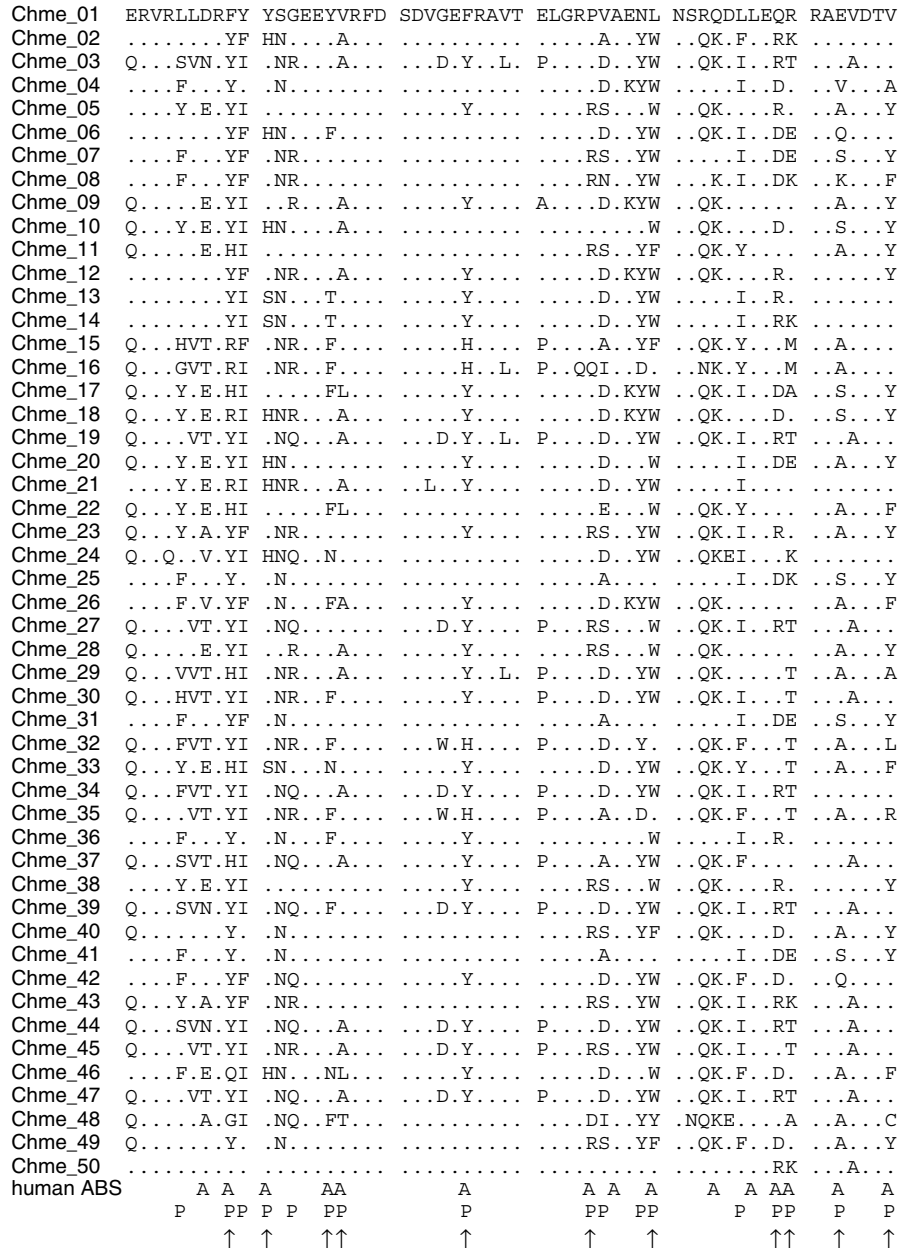 Chme_01 ERVRLLDRFY YSGEEYVRFD SDVGEFRAVT ELGRPVAENL NSRQDLLEQR RAEVDTV
Chme_02 ........YF HN....A... .......... .....A..YW ..QK.F..RK .......
Chme_03 Q...SVN.YI .NR...A... ...D.Y..L. P....D..YW ..QK.I..RT ...A...
Chme_04 ....F...Y. .N........ .......... .....D.KYW .....I..D. ..V...A
Chme_05 ....Y.E.YI .......... .....Y.... ....RS...W ..QK....R. ..A...Y
Chme_06 ........YF HN...F.... .......... .....D..YW ..QK.I..DE ..Q....
Chme_07 ....F...YF .NR....... .......... ....RS..YW .....I..DE ..S...Y
Chme_08 ....F...YF .NR....... .......... ....RN..YW ...K.I..DK ..K...F
Chme_09 Q.....E.YI ..R...A... .....Y.... A....D.KYW ..QK...... ..A...Y
Chme_10 Q...Y.E.YI HN....A... .......... .........W ..QK....D. ..S...Y
Chme_11 Q.....E.HI .......... .......... ....RS..YF ..QK.Y.... ..A...Y
Chme_12 ........YF .NR...A... .....Y.... .....D.KYW ..QK....R. ......Y
Chme_13 ........YI SN...T.... .....Y.... .....D..YW .....I..R. .......
Chme_14 ........YI SN...T.... .....Y.... .....D..YW .....I..RK .......
Chme_15 Q...HVT.RF .NR..F.... .....H.... P....A..YF ..QK.Y...M ..A....
Chme_16 Q...GVT.RI .NR..F.... .....H..L. P..QQI..D. ..NK.Y...M ..A....
Chme_17 Q...Y.E.HI .....FL... .....Y.... .....D.KYW ..QK.I..DA ..S...Y
Chme_18 Q...Y.E.RI HNR...A... .....Y.... .....D.KYW ..QK....D. ..S...Y
Chme_19 Q....VT.YI .NQ...A... ...D.Y..L. P....D..YW ..QK.I..RT ...A...
Chme_20 Q...Y.E.YI HN........ .....Y.... .....D...W .....I..DE ..A...Y
Chme_21 ....Y.E.RI HNR...A... ..L..Y.... .....D..YW .....I.... .......
Chme_22 Q...Y.E.HI .....FL... .....Y.... .....E..YW ..QK.Y.... ..A...F
Chme_23 Q...Y.A.YF .NR....... .....Y.... ....RS..YW ..QK.I..R. ..A...Y
Chme_24 Q..Q..V.YI HNQ..N.... .......... .....D..YW ..QKEI...K .......
Chme_25 ....F...Y. .N........ .......... .....A.... .....I..DK ..S...Y
Chme_26 ....F.V.YF .N...FA... .....Y.... .....D.KYW ..QK...... ..A...F
Chme_27 Q....VT.YI .NQ....... ...D.Y.... P...RS...W ..QK.I..RT ...A...
Chme_28 Q.....E.YI ..R...A... .....Y.... ....RS...W ..QK...... ..A...Y
Chme_29 Q...VVT.HI .NR...A... .....Y..L. P....D..YW ..QK.....T ..A...A
Chme_30 Q...HVT.YI .NR..F.... .....Y.... P....D..YW ..QK.I...T ...A...
Chme_31 ....F...YF .N........ .......... .....A.... .....I..DE ..S...Y
Chme_32 Q...FVT.YI .NR..F.... ...W.H.... P....D..Y. ..QK.F...T ..A...L
Chme_33 Q...Y.E.HI SN...N.... .....Y.... .....D..YW ..QK.Y...T ..A...F
Chme_34 Q...FVT.YI .NQ...A... ...D.Y.... P....D..YW ..QK.I..RT .......
Chme_35 Q....VT.YI .NR..F.... ...W.H.... P....A..D. ..QK.F...T ..A...R
Chme_36 ....F...Y. .N...F.... .....Y.... .........W .....I..R. .......
Chme_37 Q...SVT.HI .NQ...A... .....Y.... P....A..YW ..QK.F.... ...A...
Chme_38 ....Y.E.YI .......... .....Y.... ....RS...W ..QK....R. ......Y
Chme_39 Q...SVN.YI .NQ..F.... ...D.Y.... P....D..YW ..QK.I..RT ...A...
Chme_40 Q.......Y. .N........ .......... ....RS..YF ..QK....D. ..A...Y
Chme_41 ....F...Y. .N........ .......... .....A.... .....I..DE ..S...Y
Chme_42 ....F...YF .NQ....... .....Y.... .....D..YW ..QK.F..D. ..Q....
Chme_43 Q...Y.A.YF .NR....... .......... ....RS..YW ..QK.I..RK ...A...
Chme_44 Q...SVN.YI .NQ...A... ...D.Y.... P....D..YW ..QK.I..RT ...A...
Chme_45 Q....VT.YI .NR...A... ...D.Y.... P...RS..YW ..QK.I...T ...A...
Chme_46 ....F.E.QI HN...NL... .....Y.... .....D...W ..QK.F..D. ..A...F
Chme_47 Q....VT.YI .NQ...A... ...D.Y.... P....D..YW ..QK.I..RT ...A...
Chme_48 Q.....A.GI .NQ..FT... .......... ....DI..YY .NQKE....A ..A...C
Chme_49 Q.......Y. .N........ .......... ....RS..YF ..QK.F..D. ..A...Y
Chme_50 .......... .......... .......... .......... ........RK ...A...
human ABS A A A AA A A A A A A AA A A
P PP P P PP P PP PP P PP P P
↑ ↑ ↑↑ ↑ ↑ ↑ ↑↑ ↑ ↑